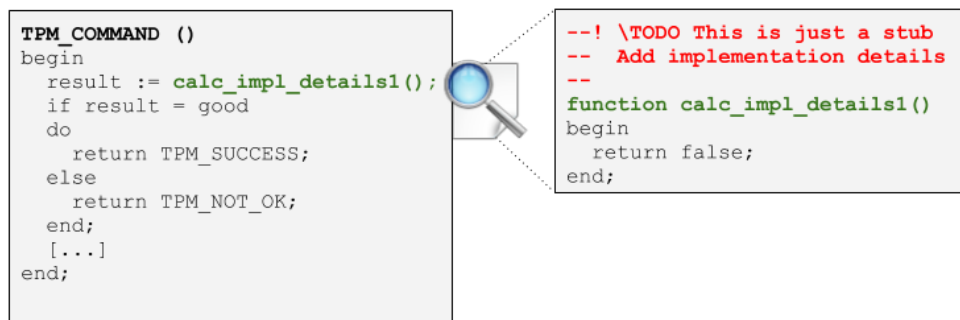 TPM_COMMAND ()
begin
result := calc_impl_details1();
if result = good
do
return TPM_SUCCESS;
else
return TPM_NOT_OK;
end;
[...]
end;
--! \TODO This is just a stub
-- Add implementation details
--
function calc_impl_details1()
begin
return false;
end;